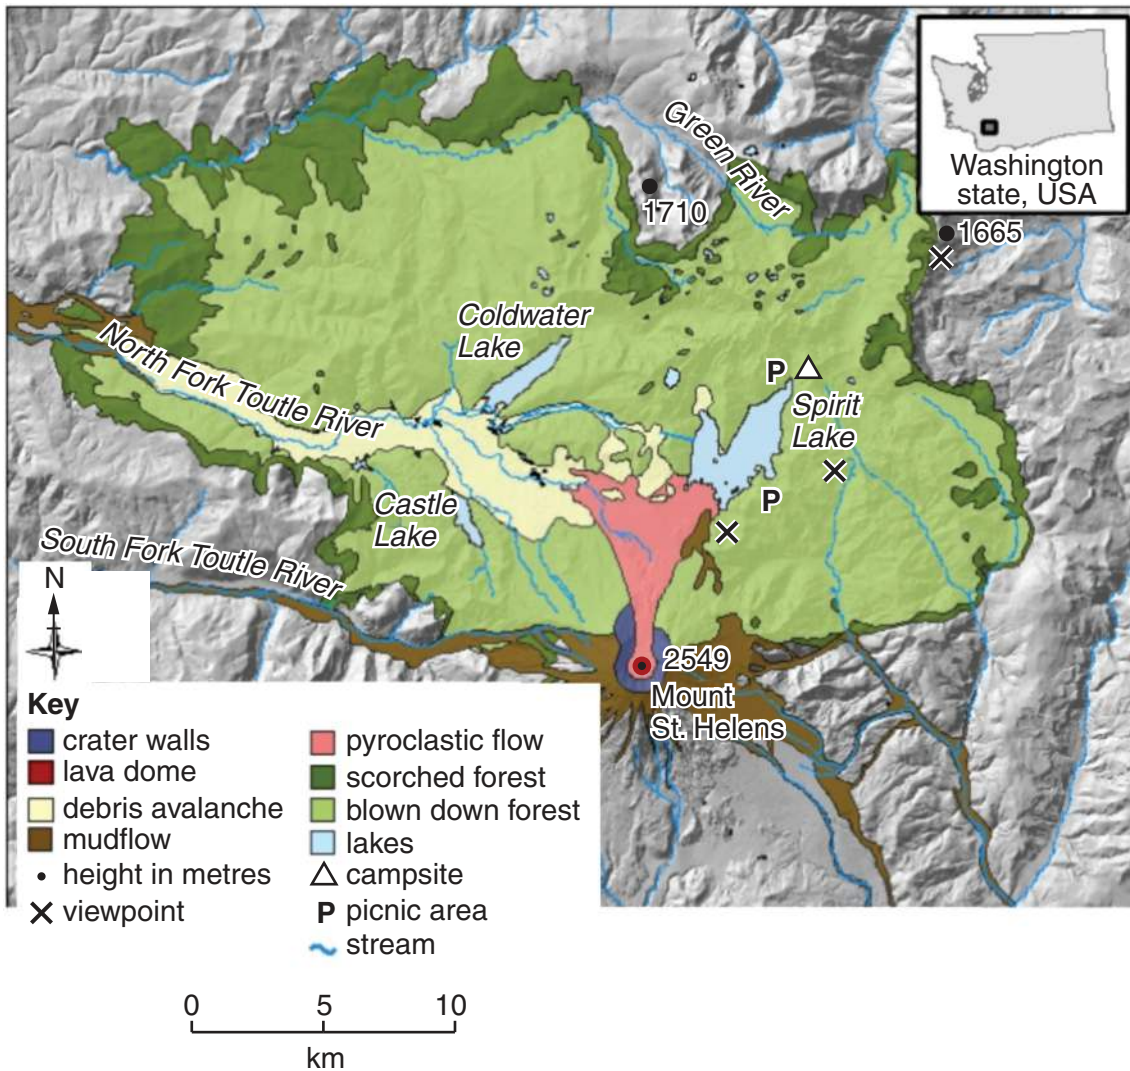 Green River
Washington
state, USA
1710
1665
Coldwater
Lake
North Fork Toutle River
P
Spirit
Lake
P
Castle
Lake
South Fork Toutle River
N
2549
Mount
St. Helens
Key
crater walls
lava dome
debris avalanche
mudflow
height in metres
viewpoint
pyroclastic flow
scorched forest
blown down forest
lakes
campsite
P picnic area
stream
0 5 10
km